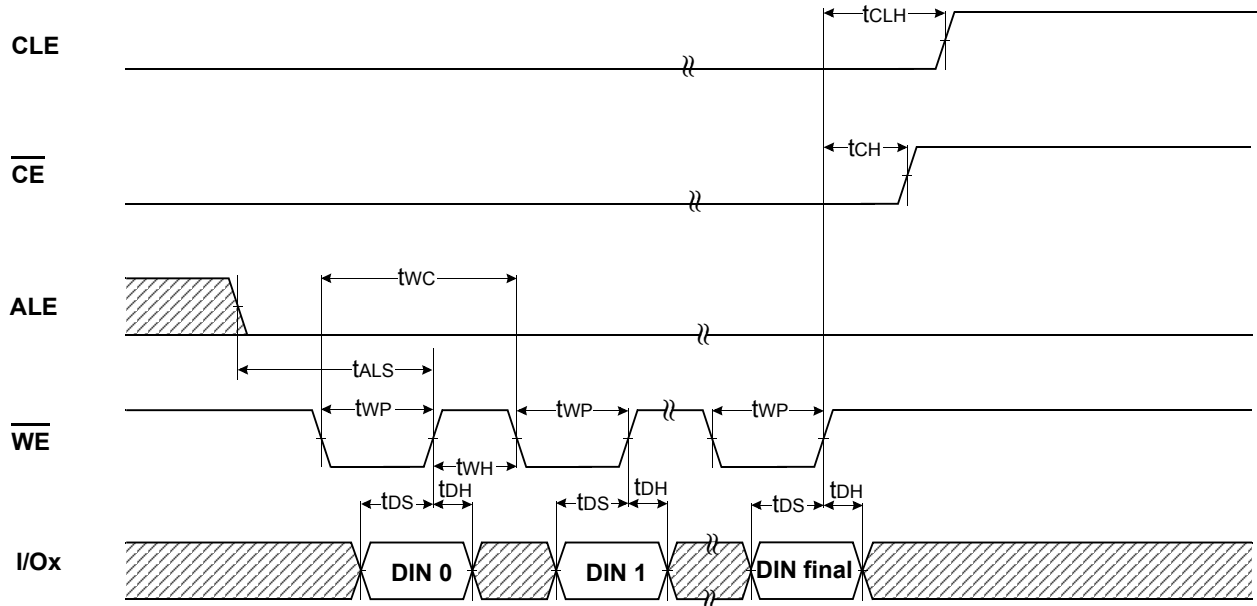 tCLH
CLE
tCH
CE
tWC
ALE
tALS
tWP tWP tWP
WE
tWH
tDS tDH tDS tDH tDS tDH
I/Ox DIN 0 DIN 1 DIN final